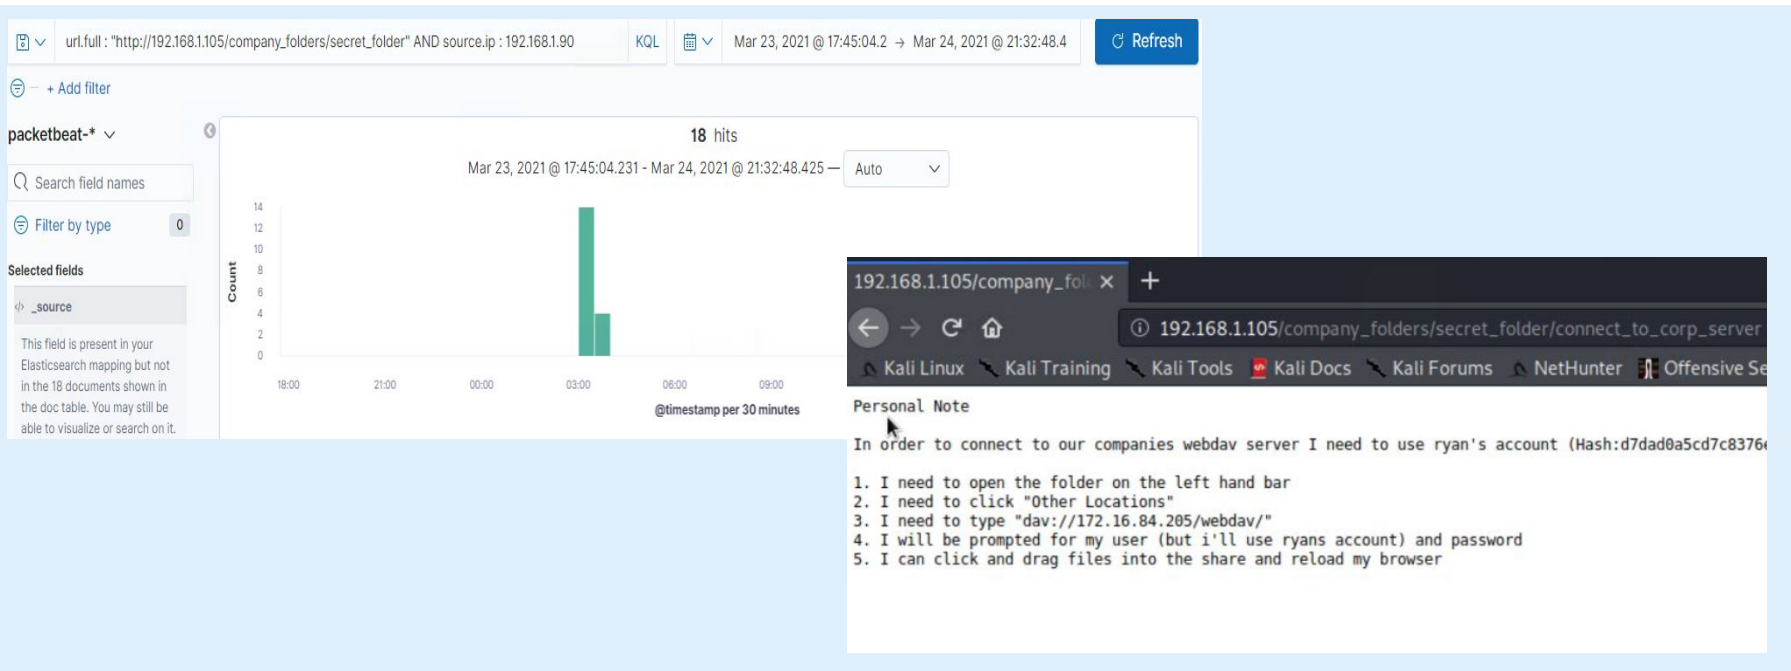 url.full : "http://192.168.1.105/company_folders/secret_folder" AND source.ip : 192.168.1.90
KQL
Mar 23, 2021 @ 17:45:04.2 → Mar 24, 2021 @ 21:32:48.4
Refresh
+ Add filter
packetbeat-*
Search field names
Filter by type 0
Selected fields
_source
This field is present in your
Elasticsearch mapping but not
in the 18 documents shown in
the doc table. You may still be
able to visualize or search on it.
18 hits
Mar 23, 2021 @ 17:45:04.231 - Mar 24, 2021 @ 21:32:48.425 — Auto
Count
14
12
10
8
6
4
2
0
18:00 21:00 00:00 03:00 06:00 09:00
@timestamp per 30 minutes
192.168.1.105/company_fol
192.168.1.105/company_folders/secret_folder/connect_to_corp_server
Kali Linux Kali Training Kali Tools Kali Docs Kali Forums NetHunter Offensive Se
Personal Note
In order to connect to our companies webdav server I need to use ryan's account (Hash:d7dad0a5cd7c8376e
1. I need to open the folder on the left hand bar
2. I need to click "Other Locations"
3. I need to type "dav://172.16.84.205/webdav/"
4. I will be prompted for my user (but i'll use ryans account) and password
5. I can click and drag files into the share and reload my browser